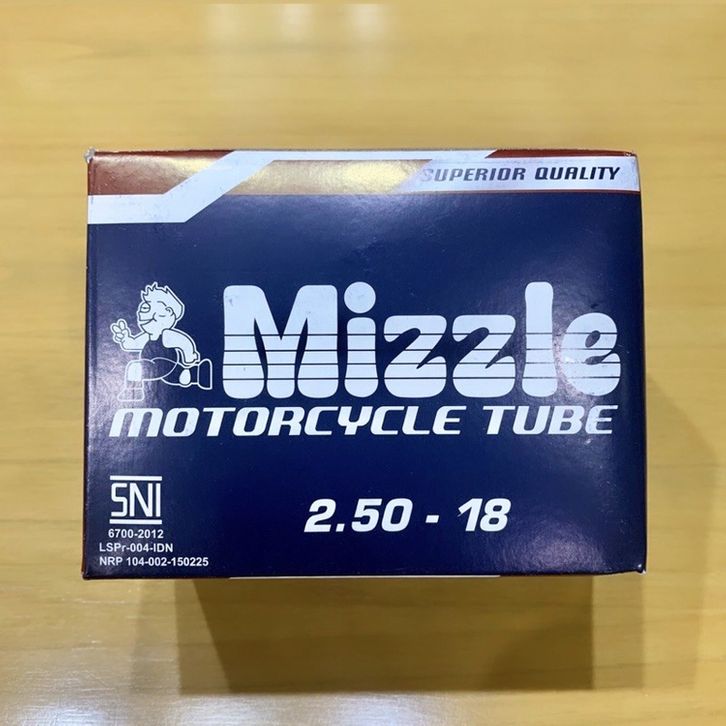 SUPERIOR QUALITY
Mizzle
MOTORCYCLE TUBE
2.50 - 18
SNI
6700-2012
LSPr-004-IDN
NRP 104-002-150225